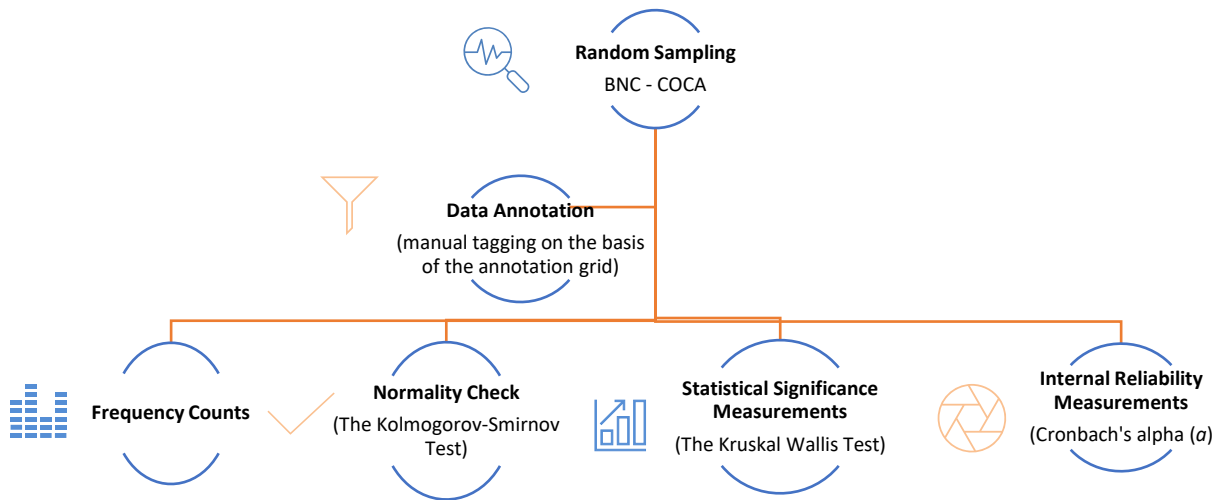 Random Sampling
BNC - COCA
Data Annotation
(manual tagging on the basis
of the annotation grid)
Frequency Counts
Normality Check
(The Kolmogorov-Smirnov
Test)
Statistical Significance
Measurements
(The Kruskal Wallis Test)
Internal Reliability
Measurements
(Cronbach's alpha (α)